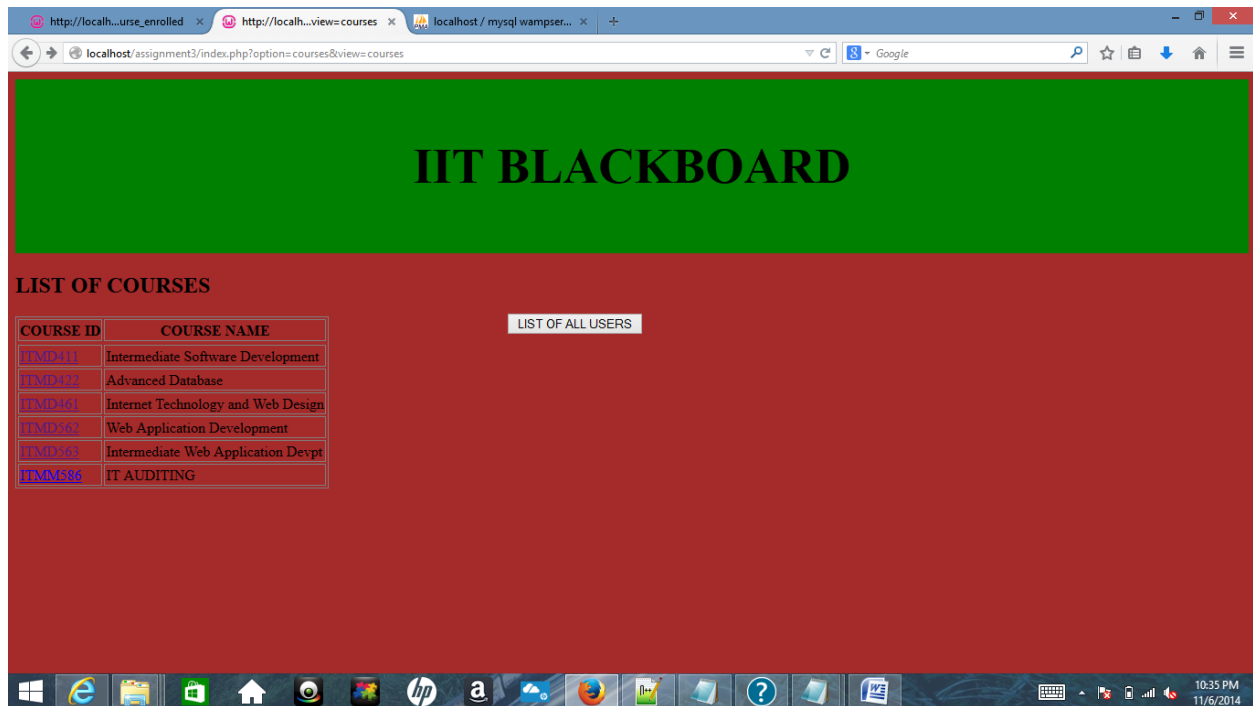 http://localh...urse_enrolled × http://localh...view=courses × localhost / mysql wampser... ×
localhost/assignment3/index.php?option=courses&view=courses Google
IIT BLACKBOARD
LIST OF COURSES
LIST OF ALL USERS
COURSE ID COURSE NAME
ITMD411 Intermediate Software Development
ITMD422 Advanced Database
ITMD461 Internet Technology and Web Design
ITMD562 Web Application Development
ITMD563 Intermediate Web Application Devpt
ITMM586 IT AUDITING
10:35 PM
11/6/2014